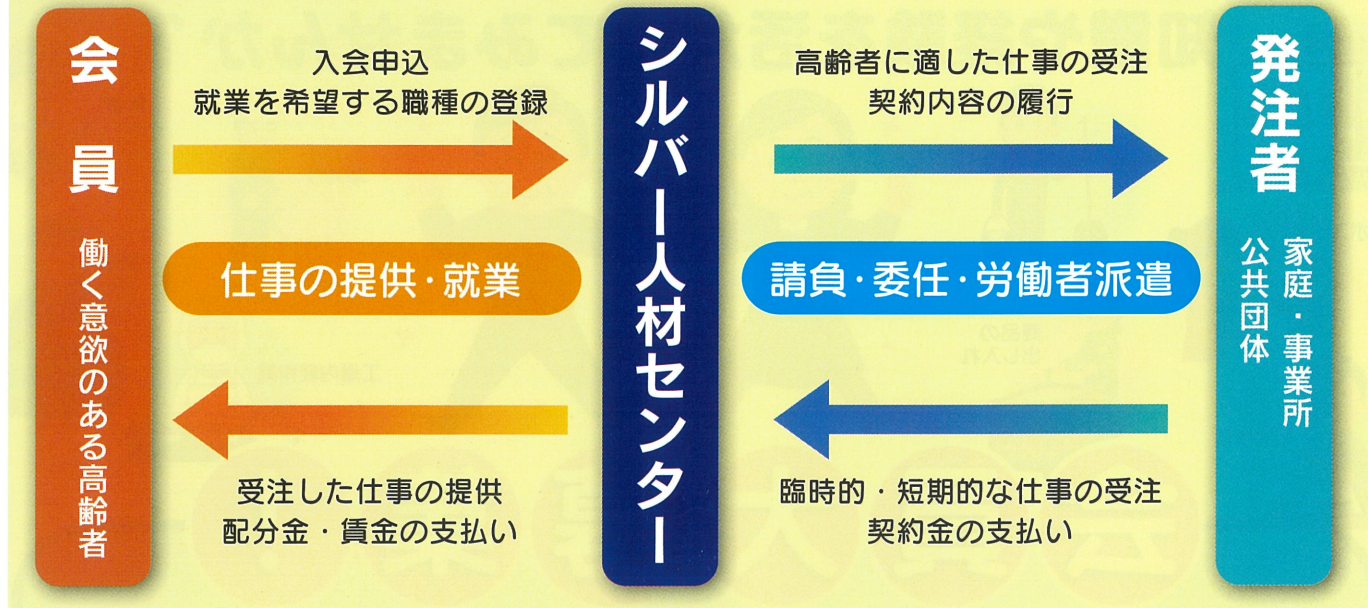 会員
働く意欲のある高齢者
入会申込
就業を希望する職種の登録
仕事の提供・就業
受注した仕事の提供
配分金・賃金の支払い
シルバー人材センター
高齢者に適した仕事の受注
契約内容の履行
請負・委任・労働者派遣
臨時的・短期的な仕事の受注
契約金の支払い
発注者
家庭・事業所
公共団体